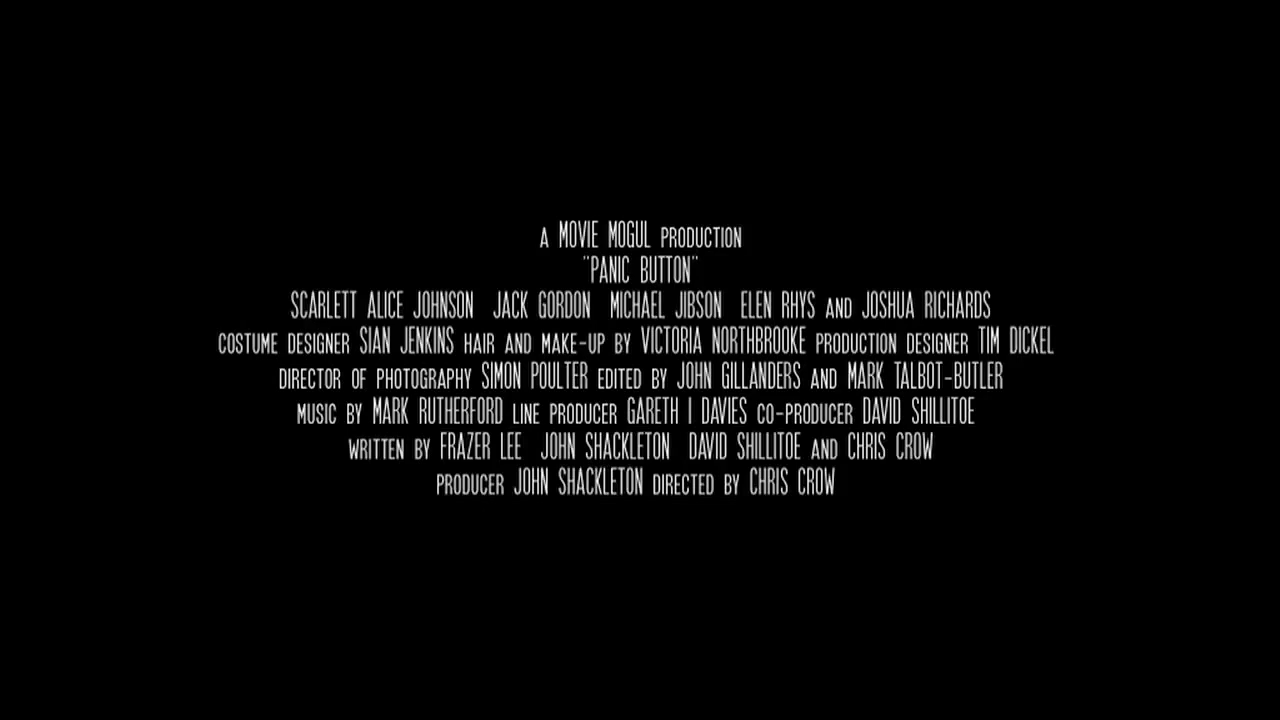 A MOVIE MOGUL PRODUCTION
"PANIC BUTTON"
SCARLETT ALICE JOHNSON JACK GORDON MICHAEL JIBSON ELEN RHYS AND JOSHUA RICHARDS
COSTUME DESIGNER SIAN JENKINS HAIR AND MAKE-UP BY VICTORIA NORTHBROOKE PRODUCTION DESIGNER TIM DICKEL
DIRECTOR OF PHOTOGRAPHY SIMON POULTER EDITED BY JOHN GILLANDERS AND MARK TALBOT-BUTLER
MUSIC BY MARK RUTHERFORD LINE PRODUCER GARETH I DAVIES CO-PRODUCER DAVID SHILLITOE
WRITTEN BY FRAZER LEE JOHN SHACKLETON DAVID SHILLITOE AND CHRIS CROW
PRODUCER JOHN SHACKLETON DIRECTED BY CHRIS CROW